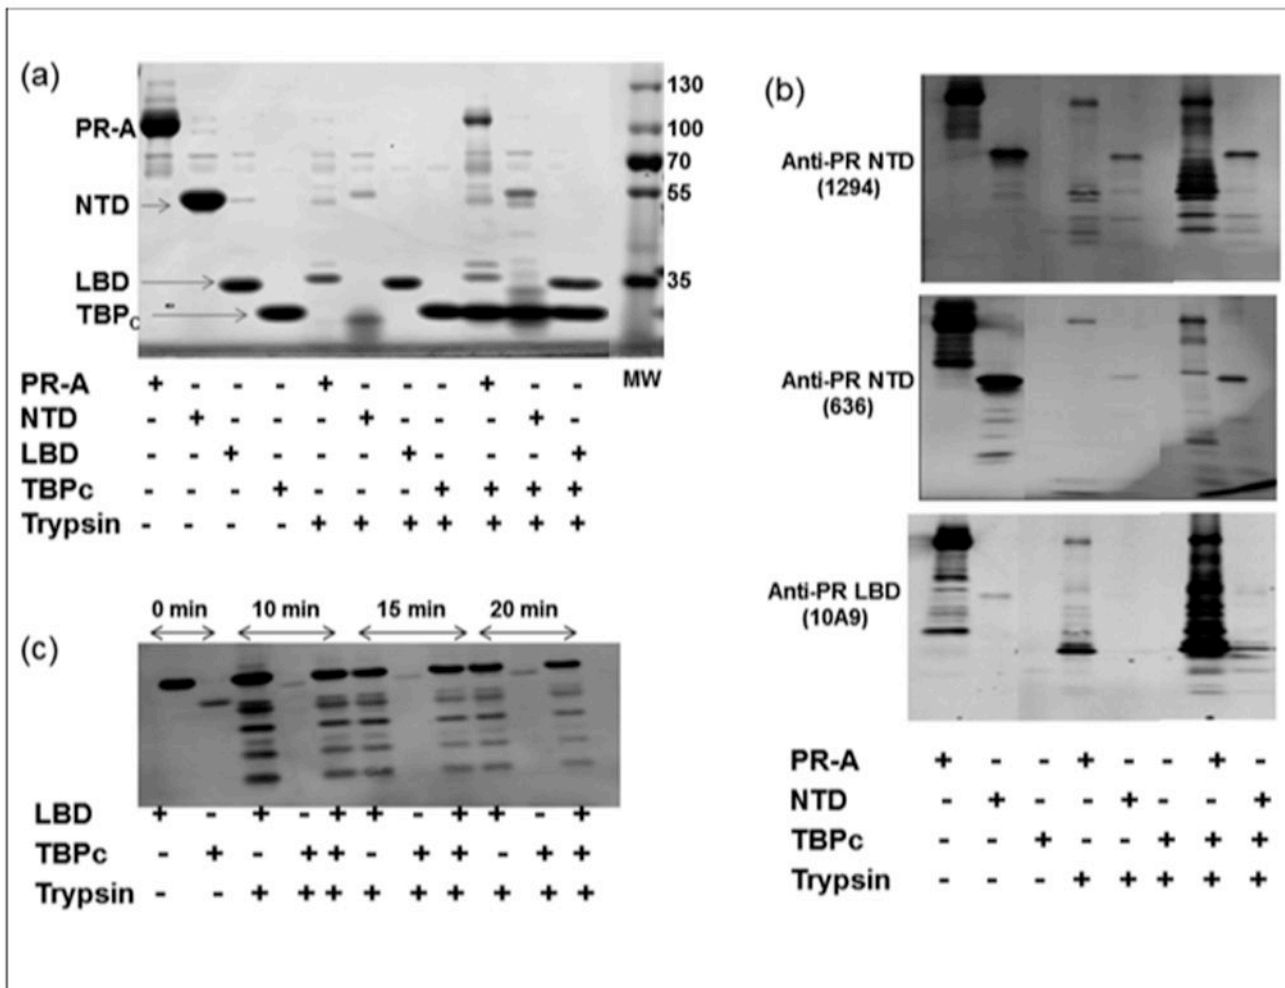 (a)
130
PR-A
100
70
55
NTD
LBD
35
TBPc
PR-A + - - - + - - - + - - MW
NTD - + - - - + - - - + -
LBD - - + - - - + - - - +
TBPc - - - + - - - + + + +
Trypsin - - - - + + + + + + +
(b)
Anti-PR NTD
(1294)
Anti-PR NTD
(636)
Anti-PR LBD
(10A9)
PR-A + - - + - - + -
NTD - + - - + - - +
TBPc - - + - - + + +
Trypsin - - - + + + + +
0 min 10 min 15 min 20 min
(c)
LBD + - + - + + - + + - +
TBPc - + - + + - + + - + +
Trypsin - - + + + + + + + + +